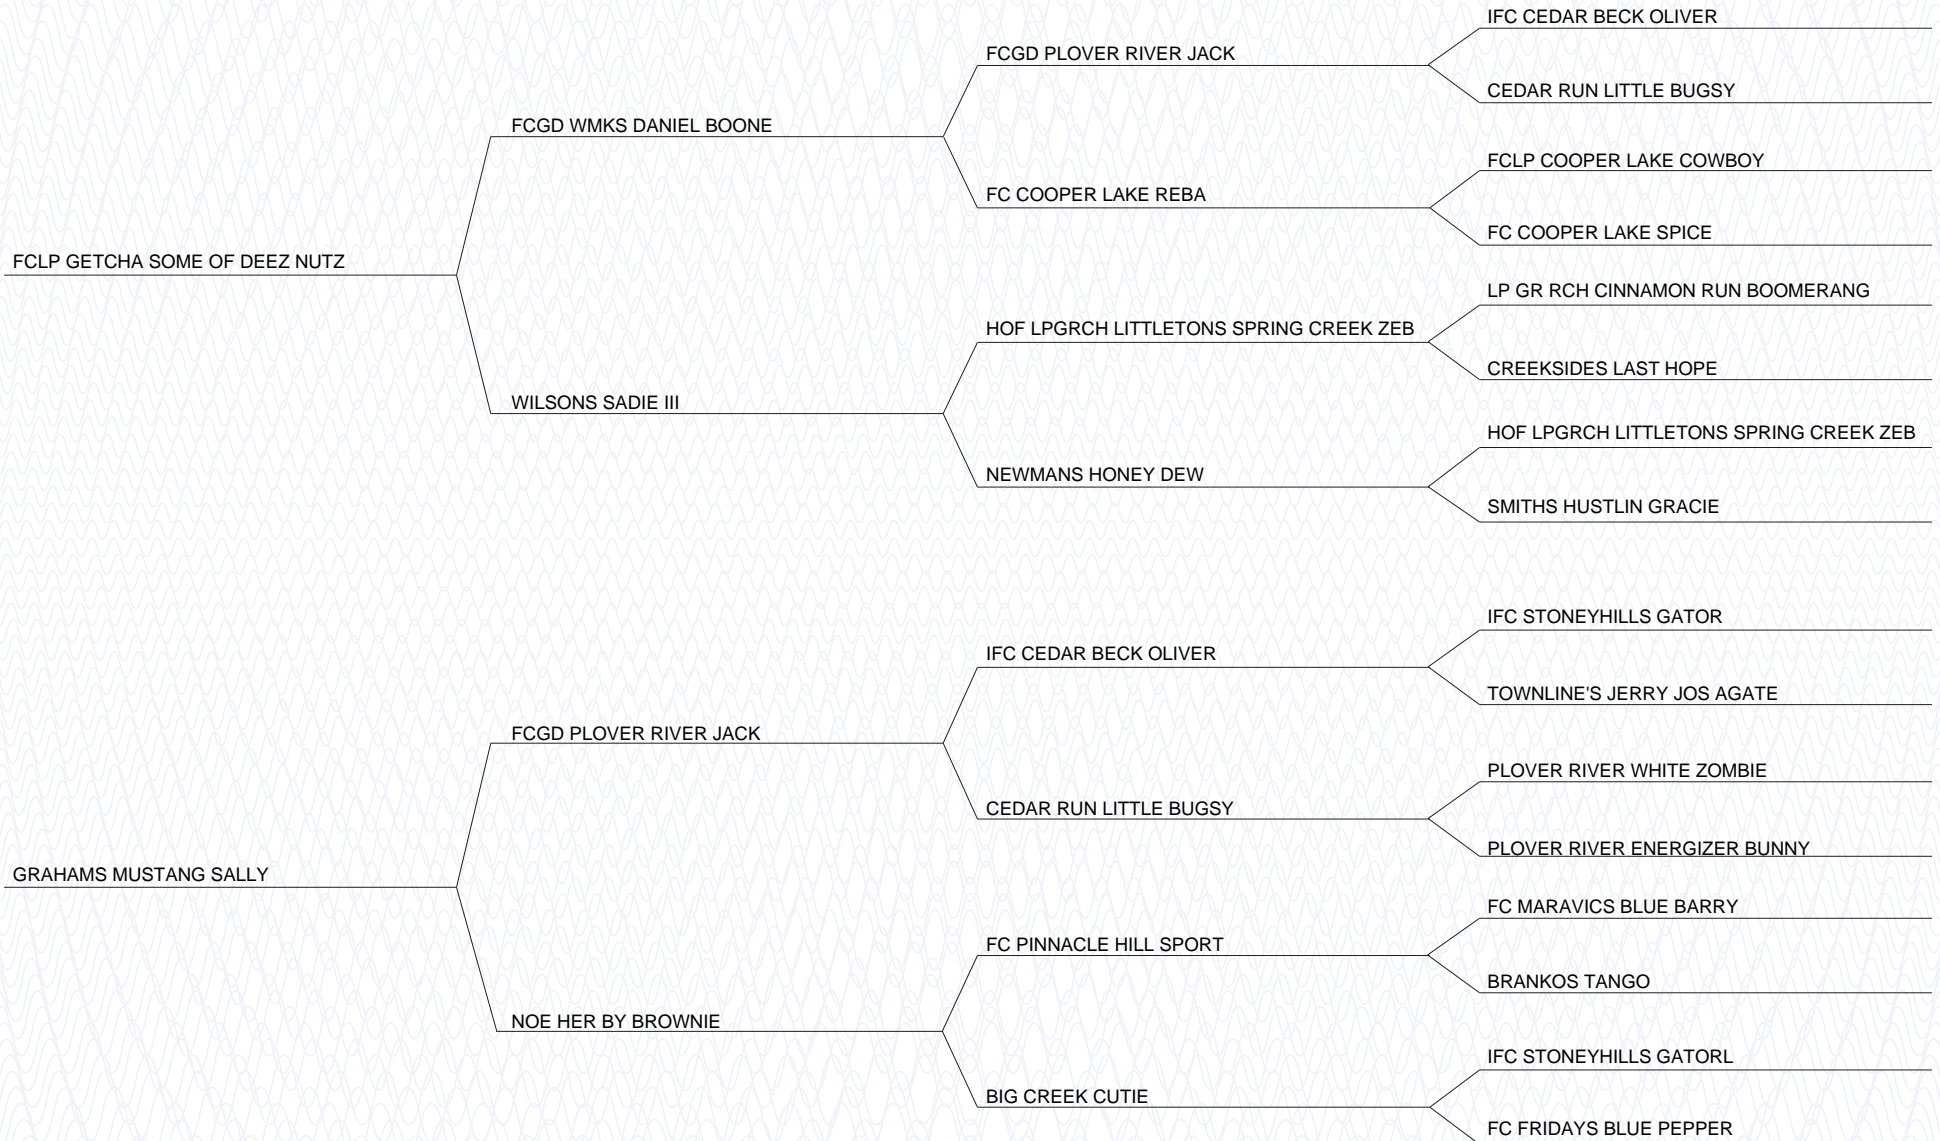 IFC CEDAR BECK OLIVER
FCGD PLOVER RIVER JACK
CEDAR RUN LITTLE BUGSY
FCGD WMKS DANIEL BOONE
FCLP COOPER LAKE COWBOY
FC COOPER LAKE REBA
FC COOPER LAKE SPICE
FCLP GETCHA SOME OF DEEZ NUTZ
LP GR RCH CINNAMON RUN BOOMERANG
HOF LPGRCH LITTLETONS SPRING CREEK ZEB
CREEKSIDES LAST HOPE
WILSONS SADIE III
HOF LPGRCH LITTLETONS SPRING CREEK ZEB
NEWMANS HONEY DEW
SMITHS HUSTLIN GRACIE
IFC STONEYHILLS GATOR
IFC CEDAR BECK OLIVER
TOWNLINE'S JERRY JOS AGATE
FCGD PLOVER RIVER JACK
PLOVER RIVER WHITE ZOMBIE
CEDAR RUN LITTLE BUGSY
PLOVER RIVER ENERGIZER BUNNY
GRAHAMS MUSTANG SALLY
FC MARAVICS BLUE BARRY
FC PINNACLE HILL SPORT
BRANKOS TANGO
NOE HER BY BROWNIE
IFC STONEYHILLS GATORL
BIG CREEK CUTIE
FC FRIDAYS BLUE PEPPER